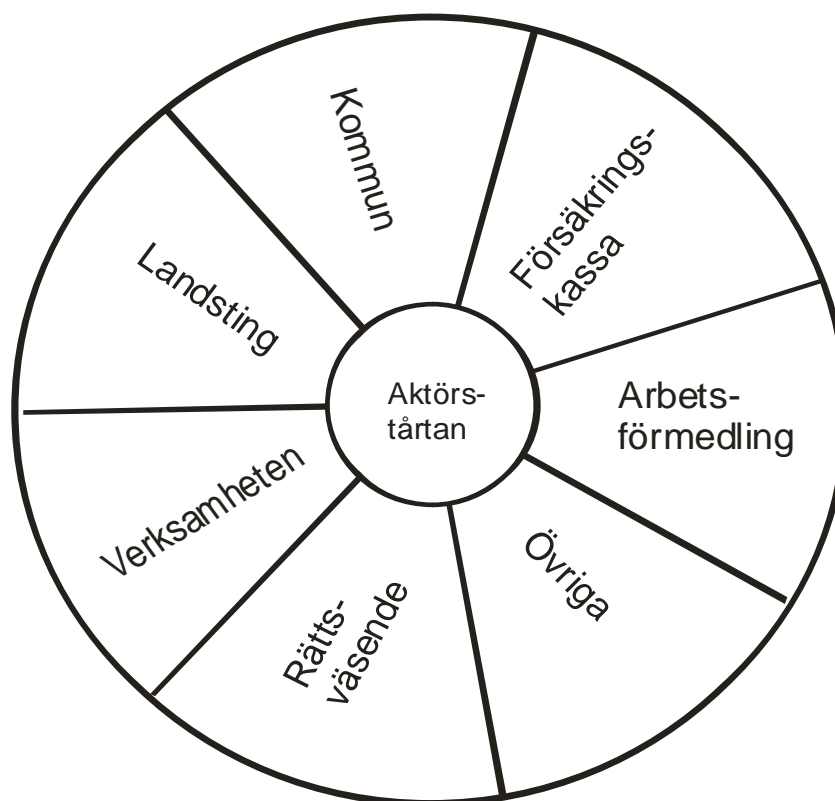 Kommun
Försäkrings-
kassa
Landsting
Aktörs-
tårtan
Arbets-
förmedling
Verksamheten
Övriga
Rätts-
väsende